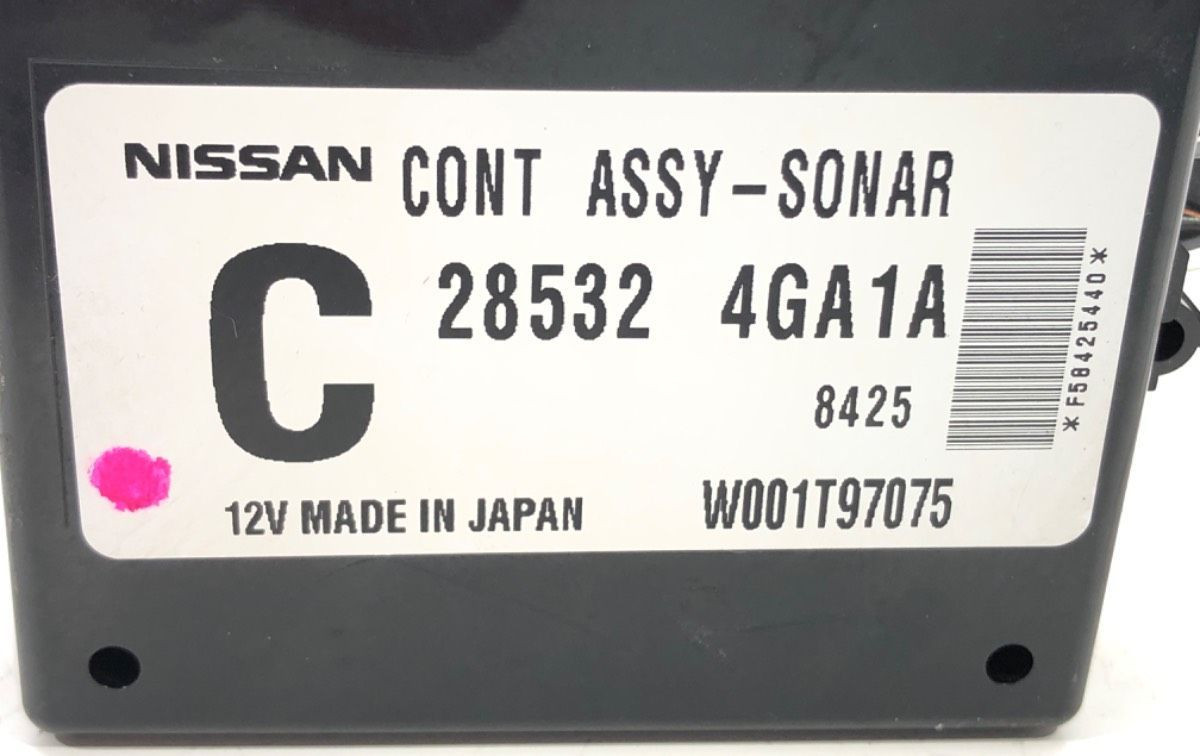 NISSAN CONT ASSY-SONAR
C 28532 4GA1A
8425
*F58425440*
12V MADE IN JAPAN W001T97075